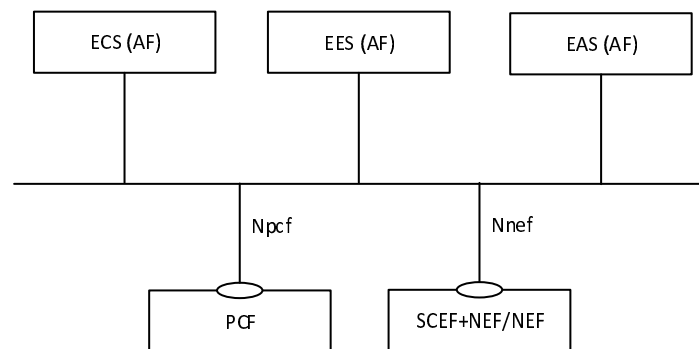 ECS (AF)
EES (AF)
EAS (AF)
Npcf
Nnef
PCF
SCEF+NEF/NEF